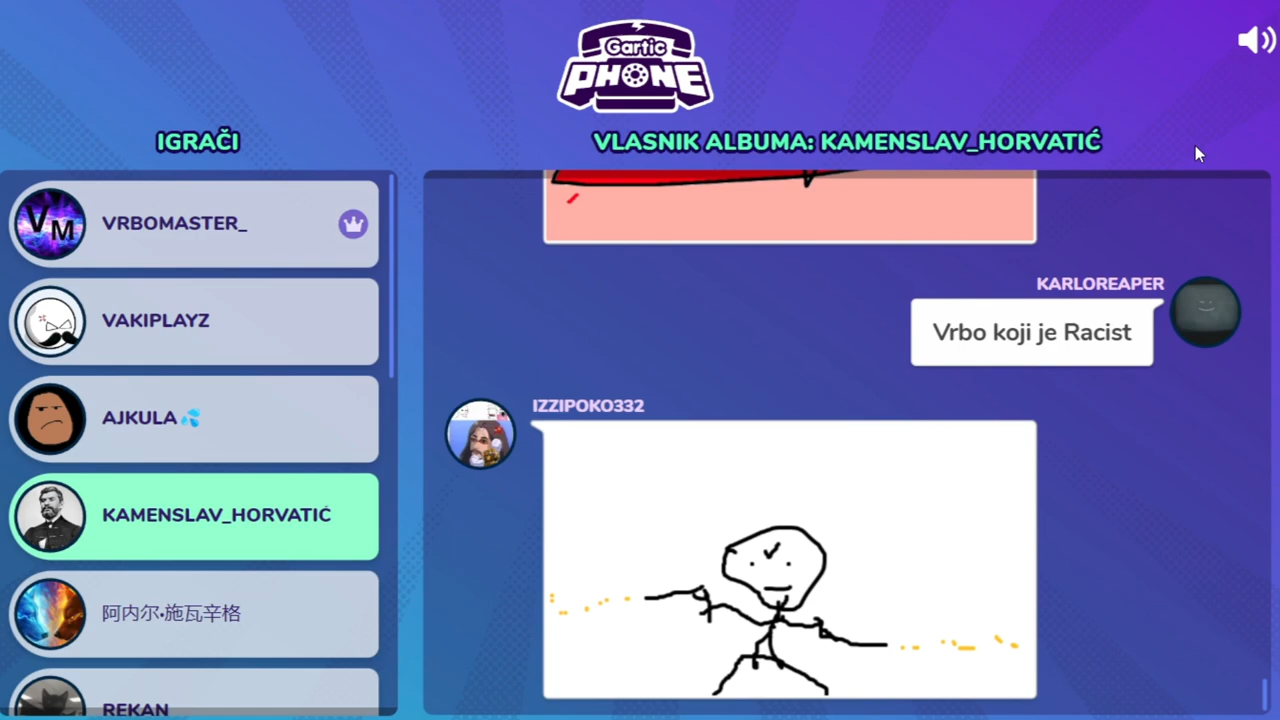 Gartic
PHONE
IGRAČI
VLASNIK ALBUMA: KAMENSLAV_HORVATIĆ
VM
VRBOMASTER_
VAKIPLAYZ
AJKULA💦
KAMENSLAV_HORVATIĆ
阿内尔•施瓦辛格
REKAN
KARLOREAPER
Vrbo koji je Racist
IZZIPOKO332